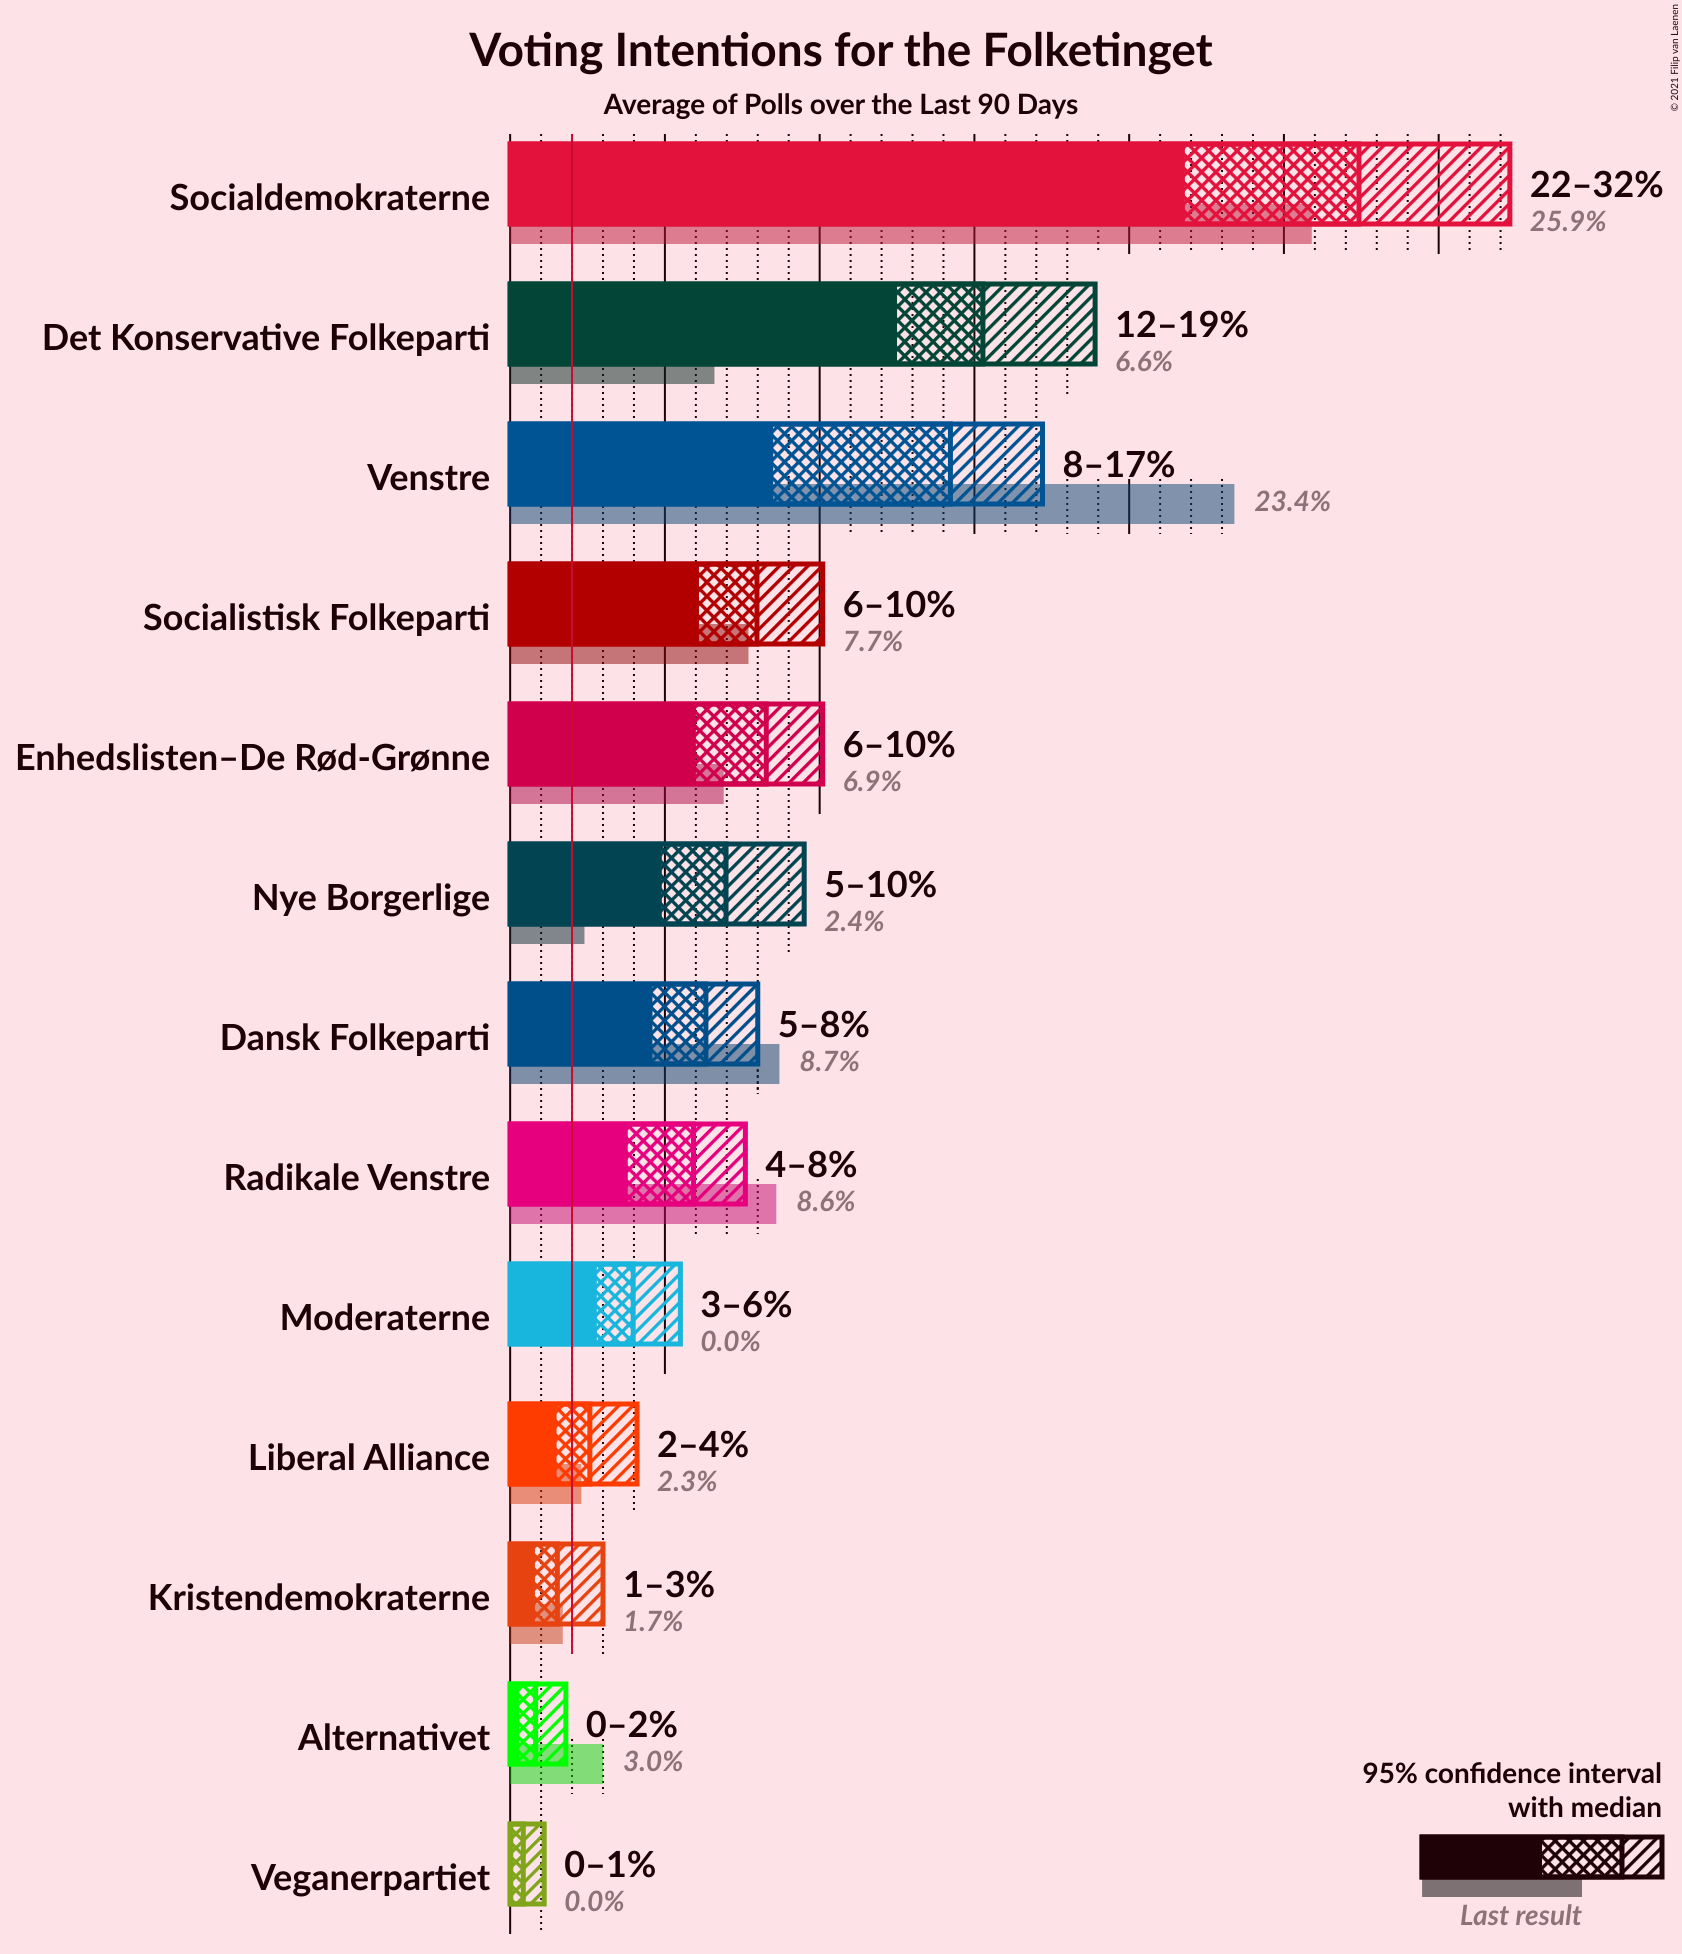 Voting Intentions for the Folketinget
Average of Polls over the Last 90 Days
© 2021 Filip van Laenen
Socialdemokraterne
22–32%
25.9%
Det Konservative Folkeparti
12–19%
6.6%
Venstre
8–17%
23.4%
Socialistisk Folkeparti
6–10%
7.7%
Enhedslisten–De Rød-Grønne
6–10%
6.9%
Nye Borgerlige
5–10%
2.4%
Dansk Folkeparti
5–8%
8.7%
Radikale Venstre
4–8%
8.6%
Moderaterne
3–6%
0.0%
Liberal Alliance
2–4%
2.3%
Kristendemokraterne
1–3%
1.7%
Alternativet
0–2%
3.0%
Veganerpartiet
0–1%
0.0%
95% confidence interval
with median
Last result